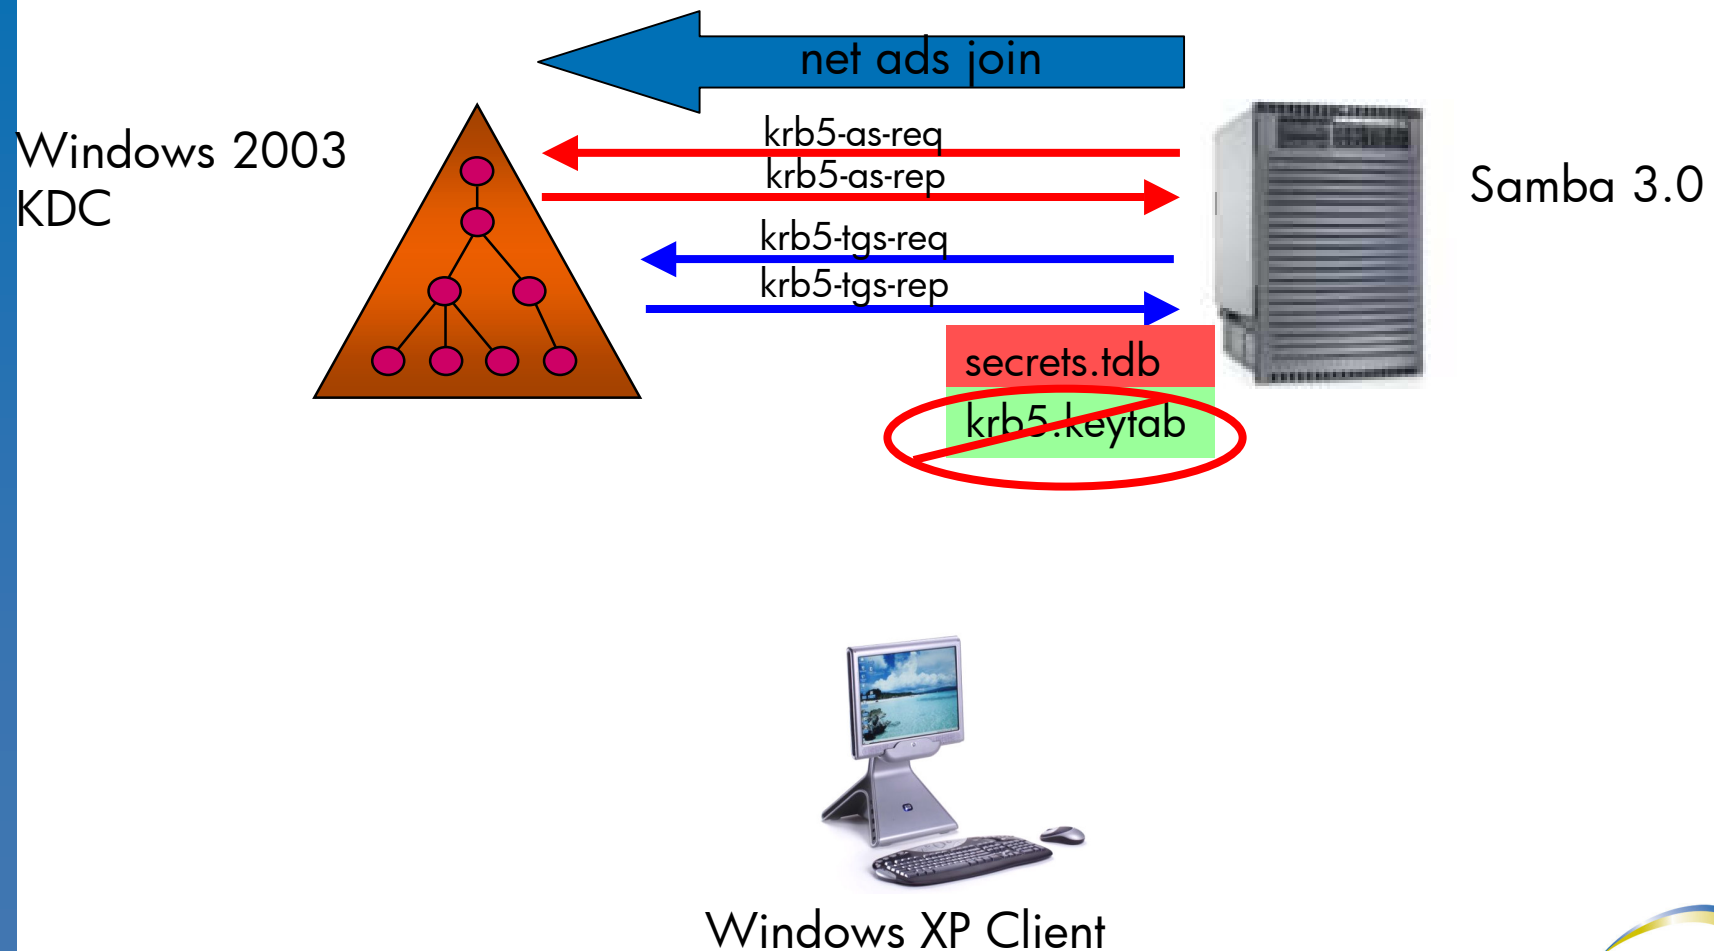 net ads join
Windows 2003
KDC
krb5-as-req
krb5-as-rep
Samba 3.0
krb5-tgs-req
krb5-tgs-rep
secrets.tdb
krb5.keytab
Windows XP Client